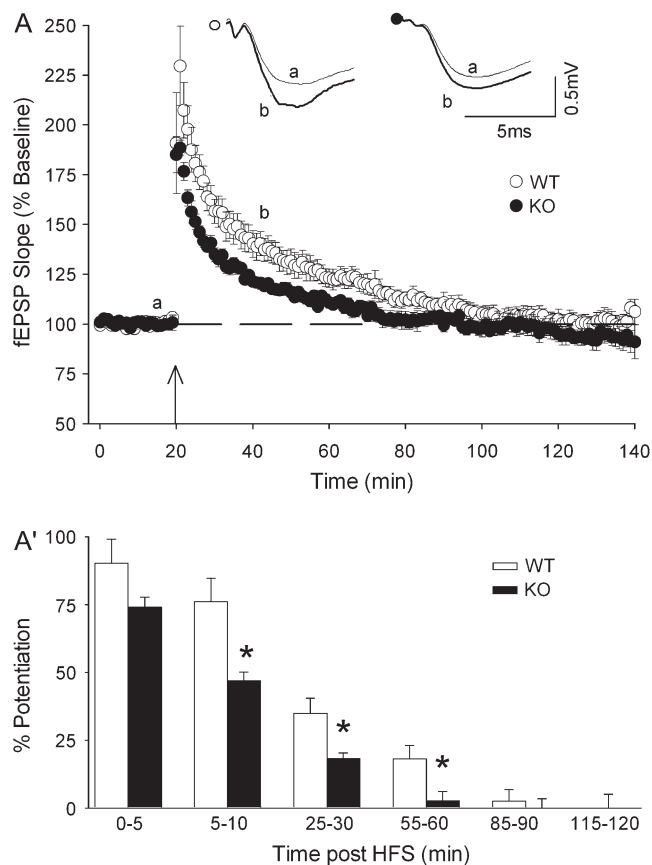 A
250
225
200
175
150
125
100
75
50
fEPSP Slope (% Baseline)
a
b
a
b
a
b
0.5mV
5ms
WT
KO
0
20
40
60
80
100
120
140
Time (min)
A'
100
75
50
25
0
% Potentiation
WT
KO
*
*
*
0-5
5-10
25-30
55-60
85-90
115-120
Time post HFS (min)